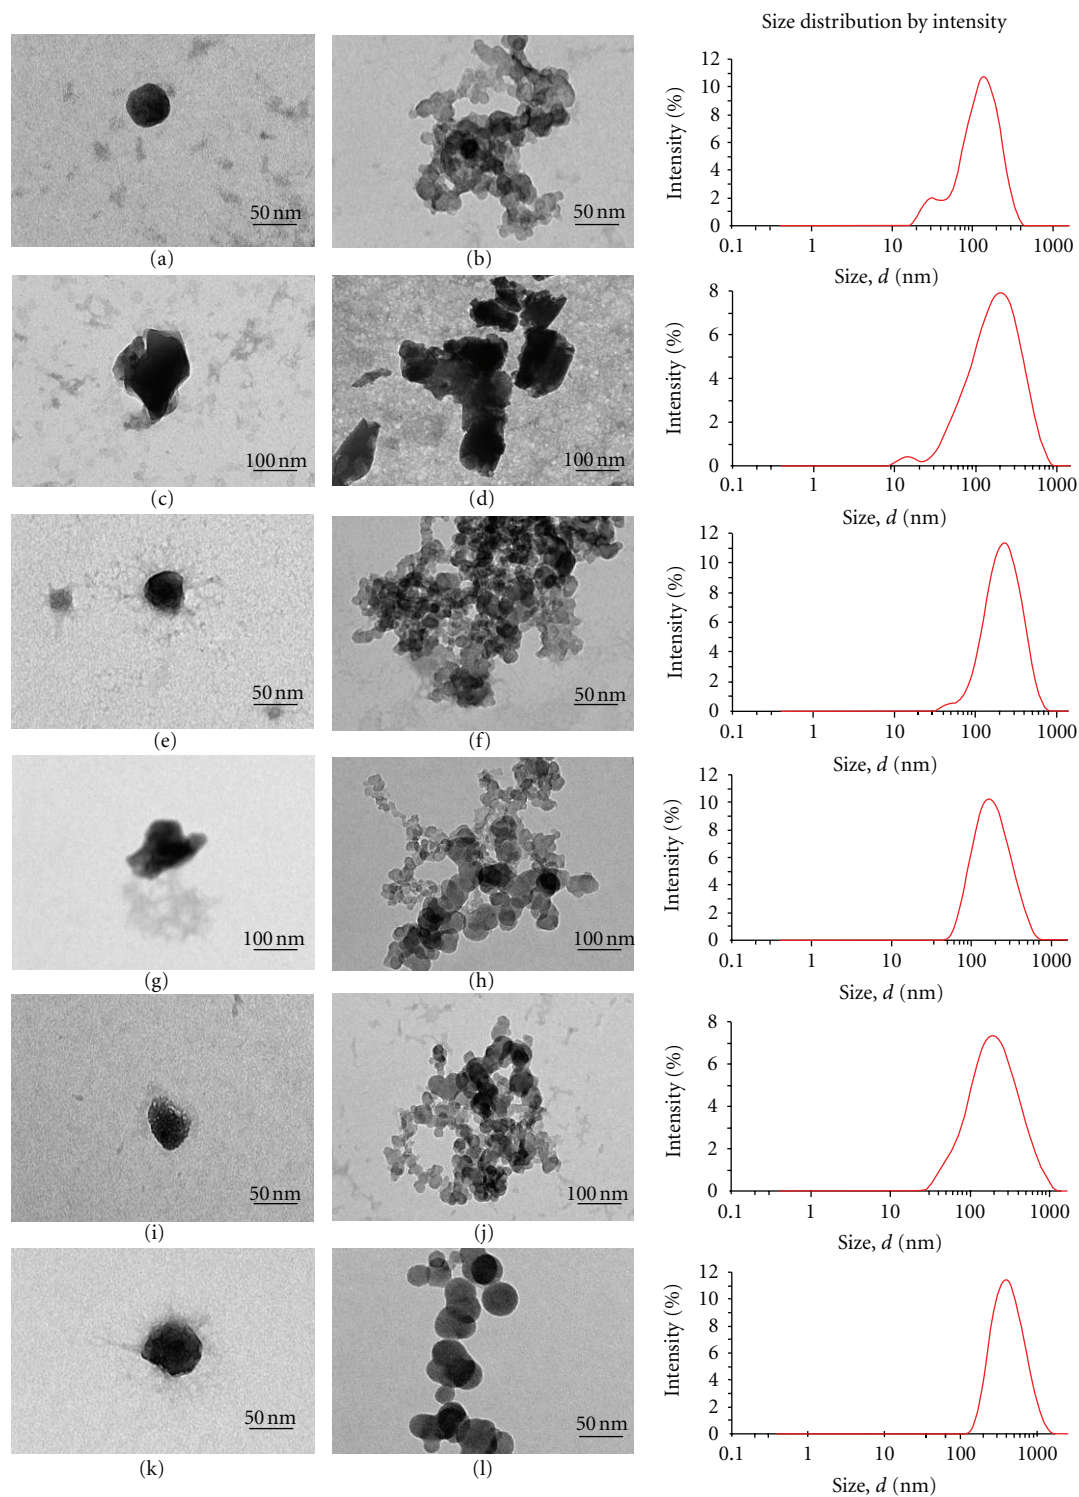 Size distribution by intensity
50 nm
(a)
50 nm
(b)
Intensity (%)
12
10
8
6
4
2
0
0.1 1 10 100 1000
Size, d (nm)
100 nm
(c)
100 nm
(d)
Intensity (%)
8
6
4
2
0
0.1 1 10 100 1000
Size, d (nm)
50 nm
(e)
50 nm
(f)
Intensity (%)
12
10
8
6
4
2
0
0.1 1 10 100 1000
Size, d (nm)
100 nm
(g)
100 nm
(h)
Intensity (%)
12
10
8
6
4
2
0
0.1 1 10 100 1000
Size, d (nm)
50 nm
(i)
100 nm
(j)
Intensity (%)
8
6
4
2
0
0.1 1 10 100 1000
Size, d (nm)
50 nm
(k)
50 nm
(l)
Intensity (%)
12
10
8
6
4
2
0
0.1 1 10 100 1000
Size, d (nm)